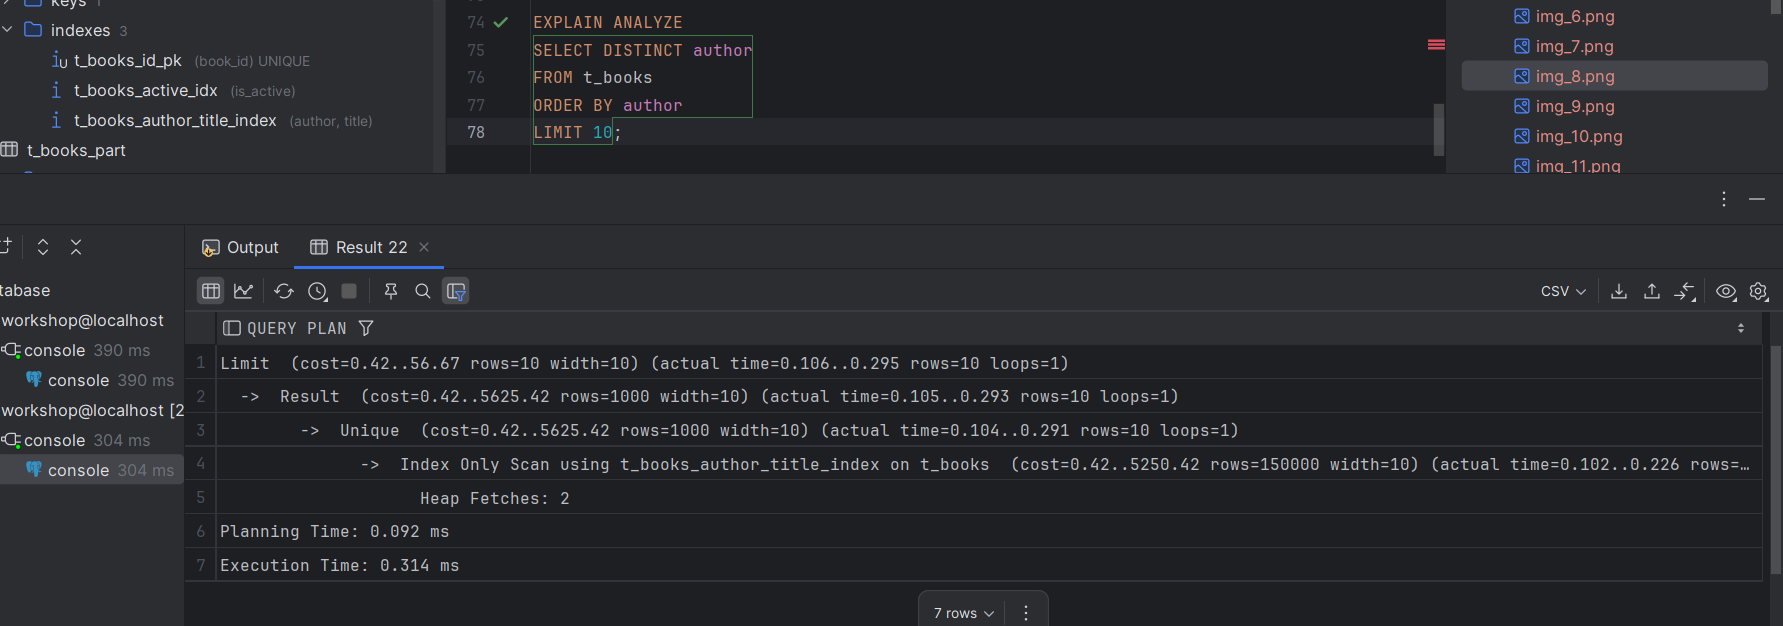 keys 1
indexes 3
t_books_id_pk (book_id) UNIQUE
t_books_active_idx (is_active)
t_books_author_title_index (author, title)
t_books_part
74 EXPLAIN ANALYZE
75 SELECT DISTINCT author
76 FROM t_books
77 ORDER BY author
78 LIMIT 10;
img_6.png
img_7.png
img_8.png
img_9.png
img_10.png
img_11.png
Output
Result 22
tabase
workshop@localhost
console 390 ms
console 390 ms
workshop@localhost [2
console 304 ms
console 304 ms
CSV
QUERY PLAN
1 Limit (cost=0.42..56.67 rows=10 width=10) (actual time=0.106..0.295 rows=10 loops=1)
2 -> Result (cost=0.42..5625.42 rows=1000 width=10) (actual time=0.105..0.293 rows=10 loops=1)
3 -> Unique (cost=0.42..5625.42 rows=1000 width=10) (actual time=0.104..0.291 rows=10 loops=1)
4 -> Index Only Scan using t_books_author_title_index on t_books (cost=0.42..5250.42 rows=150000 width=10) (actual time=0.102..0.226 rows=…
5 Heap Fetches: 2
6 Planning Time: 0.092 ms
7 Execution Time: 0.314 ms
7 rows